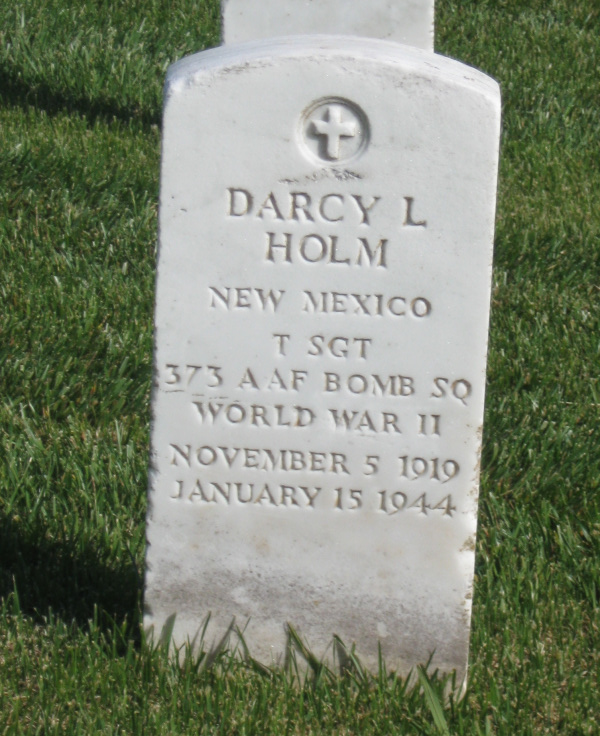 DARCY L
HOLM
NEW MEXICO
T SGT
373 AAF BOMB SQ
WORLD WAR II
NOVEMBER 5 1919
JANUARY 15 1944